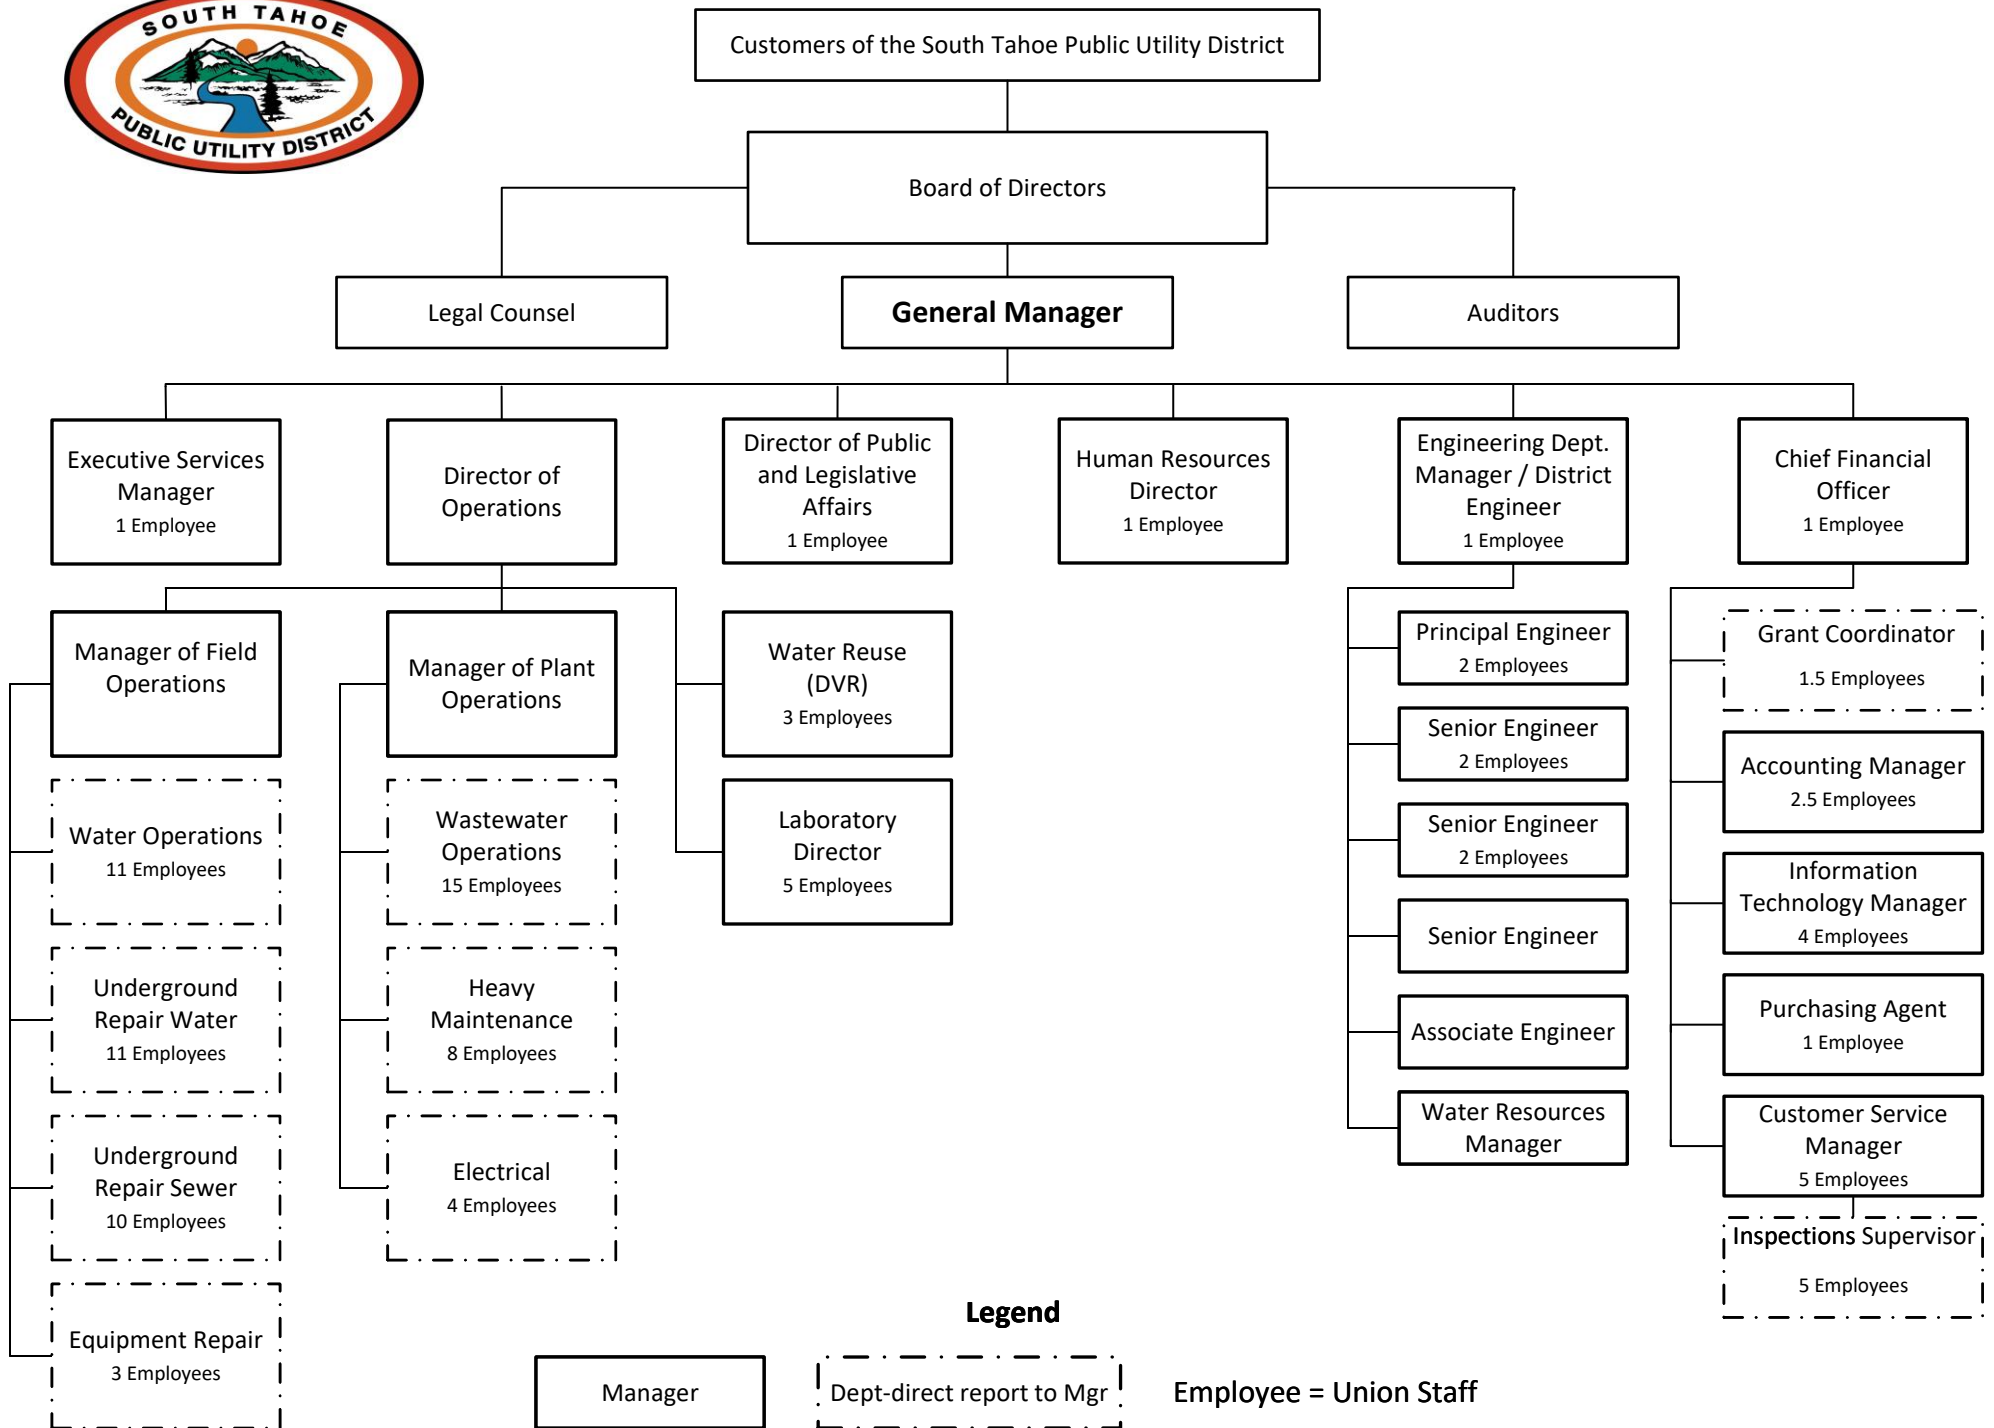 SOUTH TAHOE
PUBLIC UTILITY DISTRICT
Customers of the South Tahoe Public Utility District
Board of Directors
Legal Counsel
General Manager
Auditors
Executive Services
Manager
1 Employee
Director of
Operations
Director of Public
and Legislative
Affairs
1 Employee
Human Resources
Director
1 Employee
Engineering Dept.
Manager / District
Engineer
1 Employee
Chief Financial
Officer
1 Employee
Manager of Field
Operations
Water Operations
11 Employees
Underground
Repair Water
11 Employees
Underground
Repair Sewer
10 Employees
Equipment Repair
3 Employees
Manager of Plant
Operations
Wastewater
Operations
15 Employees
Heavy
Maintenance
8 Employees
Electrical
4 Employees
Water Reuse
(DVR)
3 Employees
Laboratory
Director
5 Employees
Principal Engineer
2 Employees
Senior Engineer
2 Employees
Senior Engineer
2 Employees
Senior Engineer
Associate Engineer
Water Resources
Manager
Grant Coordinator
1.5 Employees
Accounting Manager
2.5 Employees
Information
Technology Manager
4 Employees
Purchasing Agent
1 Employee
Customer Service
Manager
5 Employees
Inspections Supervisor
5 Employees
Legend
Manager
Dept-direct report to Mgr
Employee = Union Staff